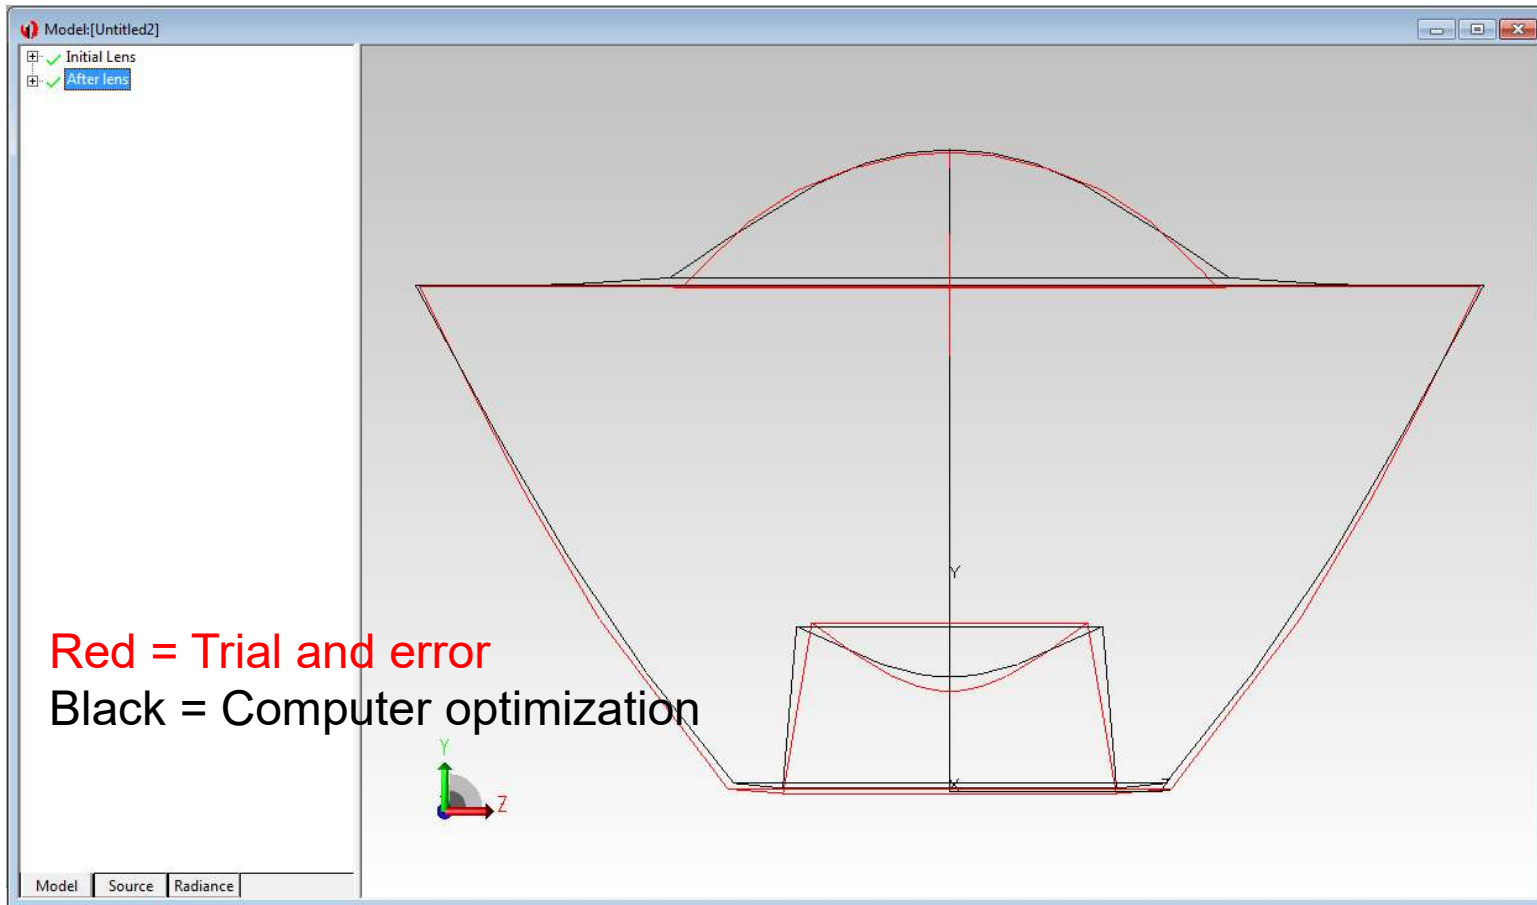 Model:[Untitled2]
Initial Lens
After lens
Y
Red = Trial and error
Black = Computer optimization
Y
X
Z
Z
Model Source Radiance